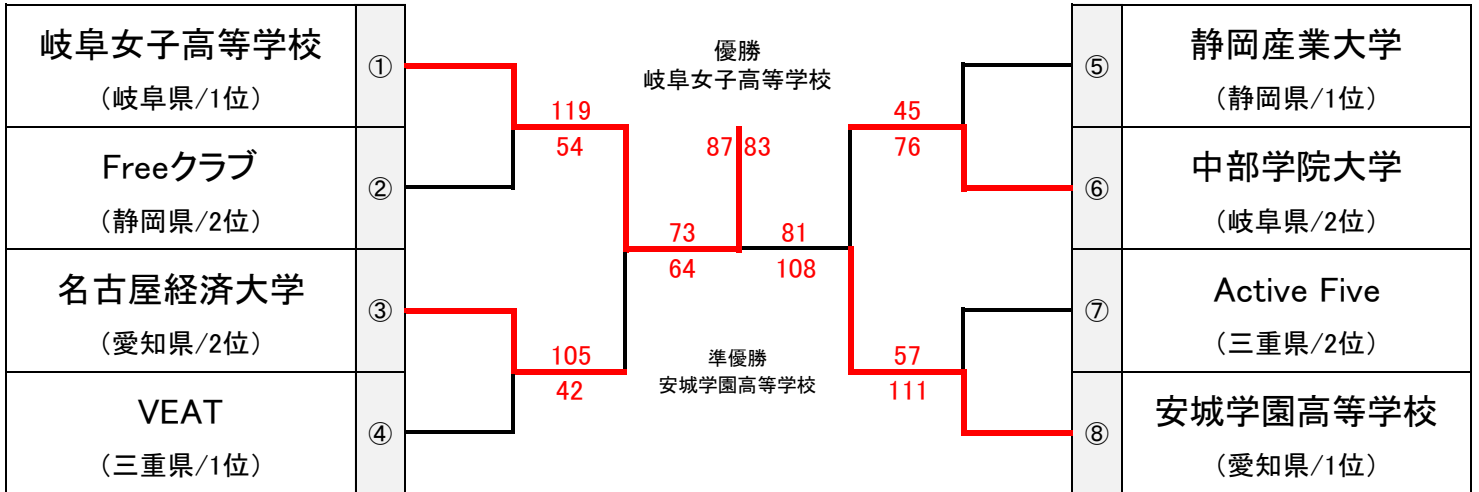 岐阜女子高等学校
(岐阜県/1位)
①
Freeクラブ
(静岡県/2位)
②
名古屋経済大学
(愛知県/2位)
③
VEAT
(三重県/1位)
④
119
54
105
42
73
64
優勝
岐阜女子高等学校
87 83
準優勝
安城学園高等学校
81
108
45
76
57
111
⑤
静岡産業大学
(静岡県/1位)
⑥
中部学院大学
(岐阜県/2位)
⑦
Active Five
(三重県/2位)
⑧
安城学園高等学校
(愛知県/1位)